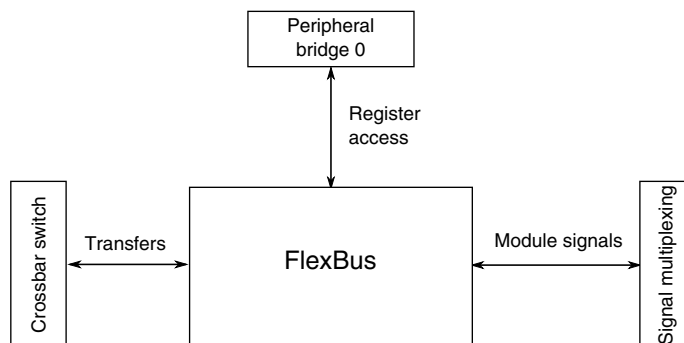 Peripheral
bridge 0
Register
access
Crossbar switch
Transfers
FlexBus
Module signals
Signal multiplexing